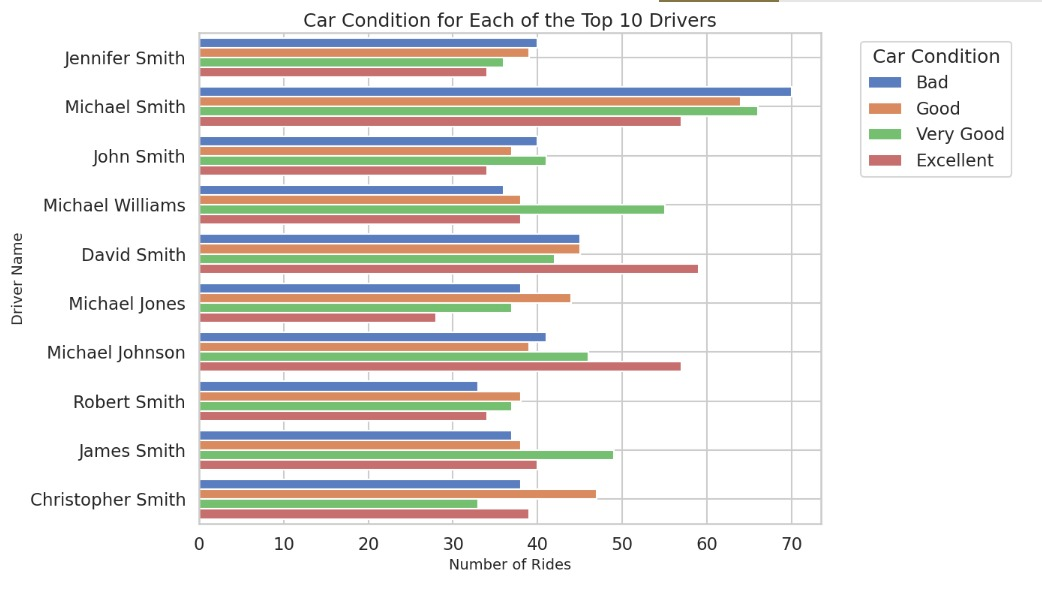 Car Condition for Each of the Top 10 Drivers
Car Condition
Bad
Good
Very Good
Excellent
Driver Name
Jennifer Smith
Michael Smith
John Smith
Michael Williams
David Smith
Michael Jones
Michael Johnson
Robert Smith
James Smith
Christopher Smith
0 10 20 30 40 50 60 70
Number of Rides